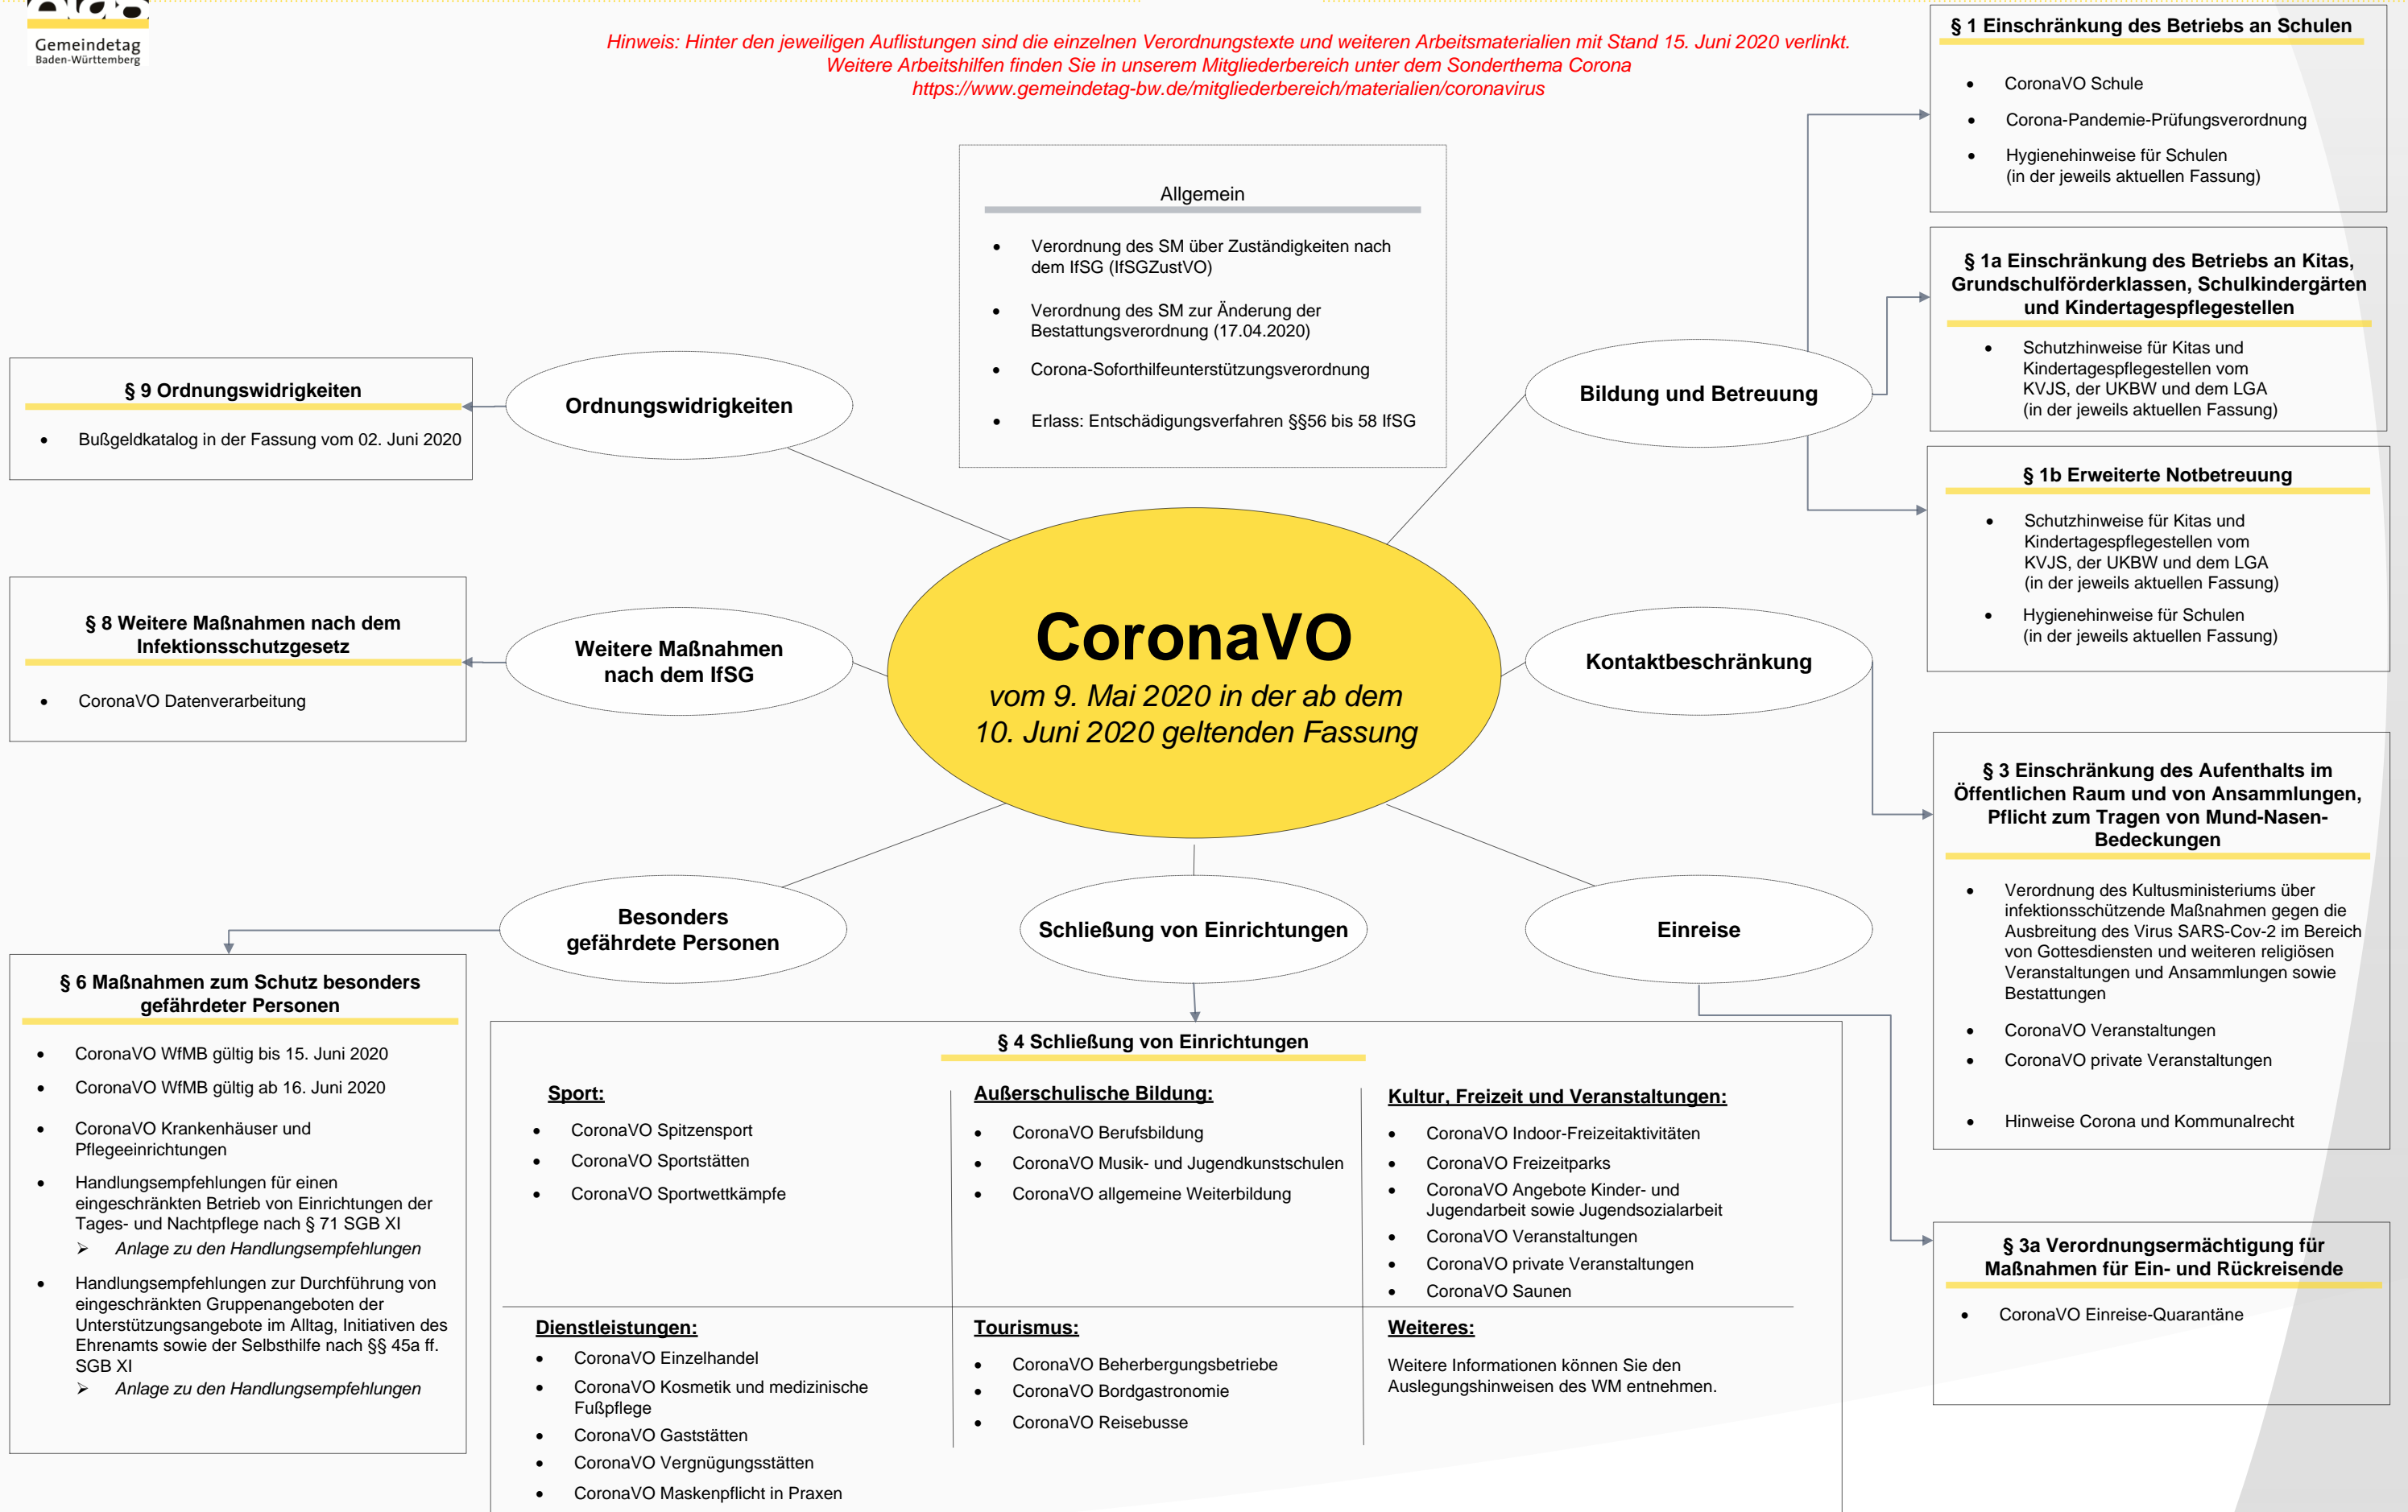 Gemeindetag
Baden-Württemberg
Hinweis: Hinter den jeweiligen Auflistungen sind die einzelnen Verordnungstexte und weiteren Arbeitsmaterialien mit Stand 15. Juni 2020 verlinkt.
Weitere Arbeitshilfen finden Sie in unserem Mitgliederbereich unter dem Sonderthema Corona
https://www.gemeindetag-bw.de/mitgliederbereich/materialien/coronavirus
Allgemein
• Verordnung des SM über Zuständigkeiten nach
dem IfSG (IfSGZustVO)
• Verordnung des SM zur Änderung der
Bestattungsverordnung (17.04.2020)
• Corona-Soforthilfeunterstützungsverordnung
• Erlass: Entschädigungsverfahren §§56 bis 58 IfSG
§ 1 Einschränkung des Betriebs an Schulen
• CoronaVO Schule
• Corona-Pandemie-Prüfungsverordnung
• Hygienehinweise für Schulen
(in der jeweils aktuellen Fassung)
§ 1a Einschränkung des Betriebs an Kitas,
Grundschulförderklassen, Schulkindergärten
und Kindertagespflegestellen
• Schutzhinweise für Kitas und
Kindertagespflegestellen vom
KVJS, der UKBW und dem LGA
(in der jeweils aktuellen Fassung)
§ 1b Erweiterte Notbetreuung
• Schutzhinweise für Kitas und
Kindertagespflegestellen vom
KVJS, der UKBW und dem LGA
(in der jeweils aktuellen Fassung)
• Hygienehinweise für Schulen
(in der jeweils aktuellen Fassung)
Bildung und Betreuung
Ordnungswidrigkeiten
§ 9 Ordnungswidrigkeiten
• Bußgeldkatalog in der Fassung vom 02. Juni 2020
§ 8 Weitere Maßnahmen nach dem
Infektionsschutzgesetz
• CoronaVO Datenverarbeitung
Weitere Maßnahmen
nach dem IfSG
CoronaVO
vom 9. Mai 2020 in der ab dem
10. Juni 2020 geltenden Fassung
Kontaktbeschränkung
§ 3 Einschränkung des Aufenthalts im
Öffentlichen Raum und von Ansammlungen,
Pflicht zum Tragen von Mund-Nasen-
Bedeckungen
• Verordnung des Kultusministeriums über
infektionsschützende Maßnahmen gegen die
Ausbreitung des Virus SARS-Cov-2 im Bereich
von Gottesdiensten und weiteren religiösen
Veranstaltungen und Ansammlungen sowie
Bestattungen
• CoronaVO Veranstaltungen
• CoronaVO private Veranstaltungen
• Hinweise Corona und Kommunalrecht
Besonders
gefährdete Personen
Schließung von Einrichtungen
Einreise
§ 6 Maßnahmen zum Schutz besonders
gefährdeter Personen
• CoronaVO WfMB gültig bis 15. Juni 2020
• CoronaVO WfMB gültig ab 16. Juni 2020
• CoronaVO Krankenhäuser und
Pflegeeinrichtungen
• Handlungsempfehlungen für einen
eingeschränkten Betrieb von Einrichtungen der
Tages- und Nachtpflege nach § 71 SGB XI
➢ Anlage zu den Handlungsempfehlungen
• Handlungsempfehlungen zur Durchführung von
eingeschränkten Gruppenangeboten der
Unterstützungsangebote im Alltag, Initiativen des
Ehrenamts sowie der Selbsthilfe nach §§ 45a ff.
SGB XI
➢ Anlage zu den Handlungsempfehlungen
§ 4 Schließung von Einrichtungen
Sport:
• CoronaVO Spitzensport
• CoronaVO Sportstätten
• CoronaVO Sportwettkämpfe
Außerschulische Bildung:
• CoronaVO Berufsbildung
• CoronaVO Musik- und Jugendkunstschulen
• CoronaVO allgemeine Weiterbildung
Kultur, Freizeit und Veranstaltungen:
• CoronaVO Indoor-Freizeitaktivitäten
• CoronaVO Freizeitparks
• CoronaVO Angebote Kinder- und
Jugendarbeit sowie Jugendsozialarbeit
• CoronaVO Veranstaltungen
• CoronaVO private Veranstaltungen
• CoronaVO Saunen
Dienstleistungen:
• CoronaVO Einzelhandel
• CoronaVO Kosmetik und medizinische
Fußpflege
• CoronaVO Gaststätten
• CoronaVO Vergnügungsstätten
• CoronaVO Maskenpflicht in Praxen
Tourismus:
• CoronaVO Beherbergungsbetriebe
• CoronaVO Bordgastronomie
• CoronaVO Reisebusse
Weiteres:
Weitere Informationen können Sie den
Auslegungshinweisen des WM entnehmen.
§ 3a Verordnungsermächtigung für
Maßnahmen für Ein- und Rückreisende
• CoronaVO Einreise-Quarantäne